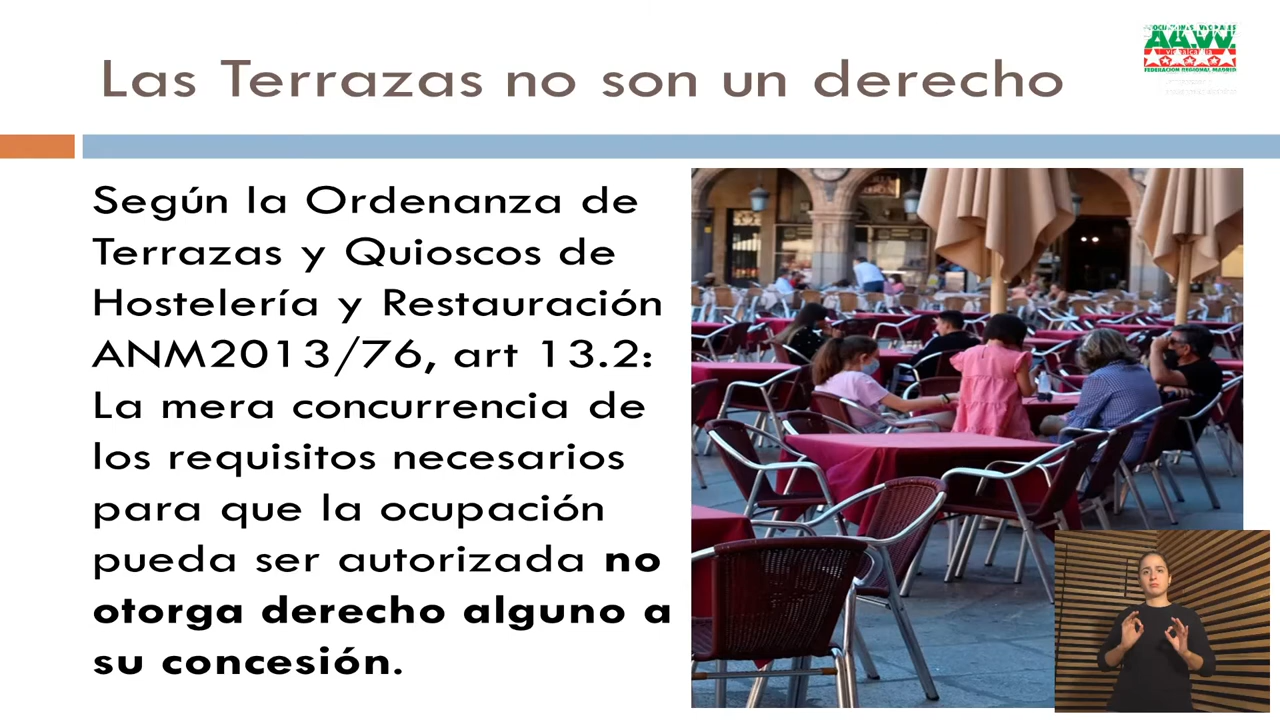 Las Terrazas no son un derecho
AA.VV.
FEDERACIÓN REGIONAL MADRID
Según la Ordenanza de
Terrazas y Quioscos de
Hostelería y Restauración
ANM2013/76, art 13.2:
La mera concurrencia de
los requisitos necesarios
para que la ocupación
pueda ser autorizada no
otorga derecho alguno a
su concesión.